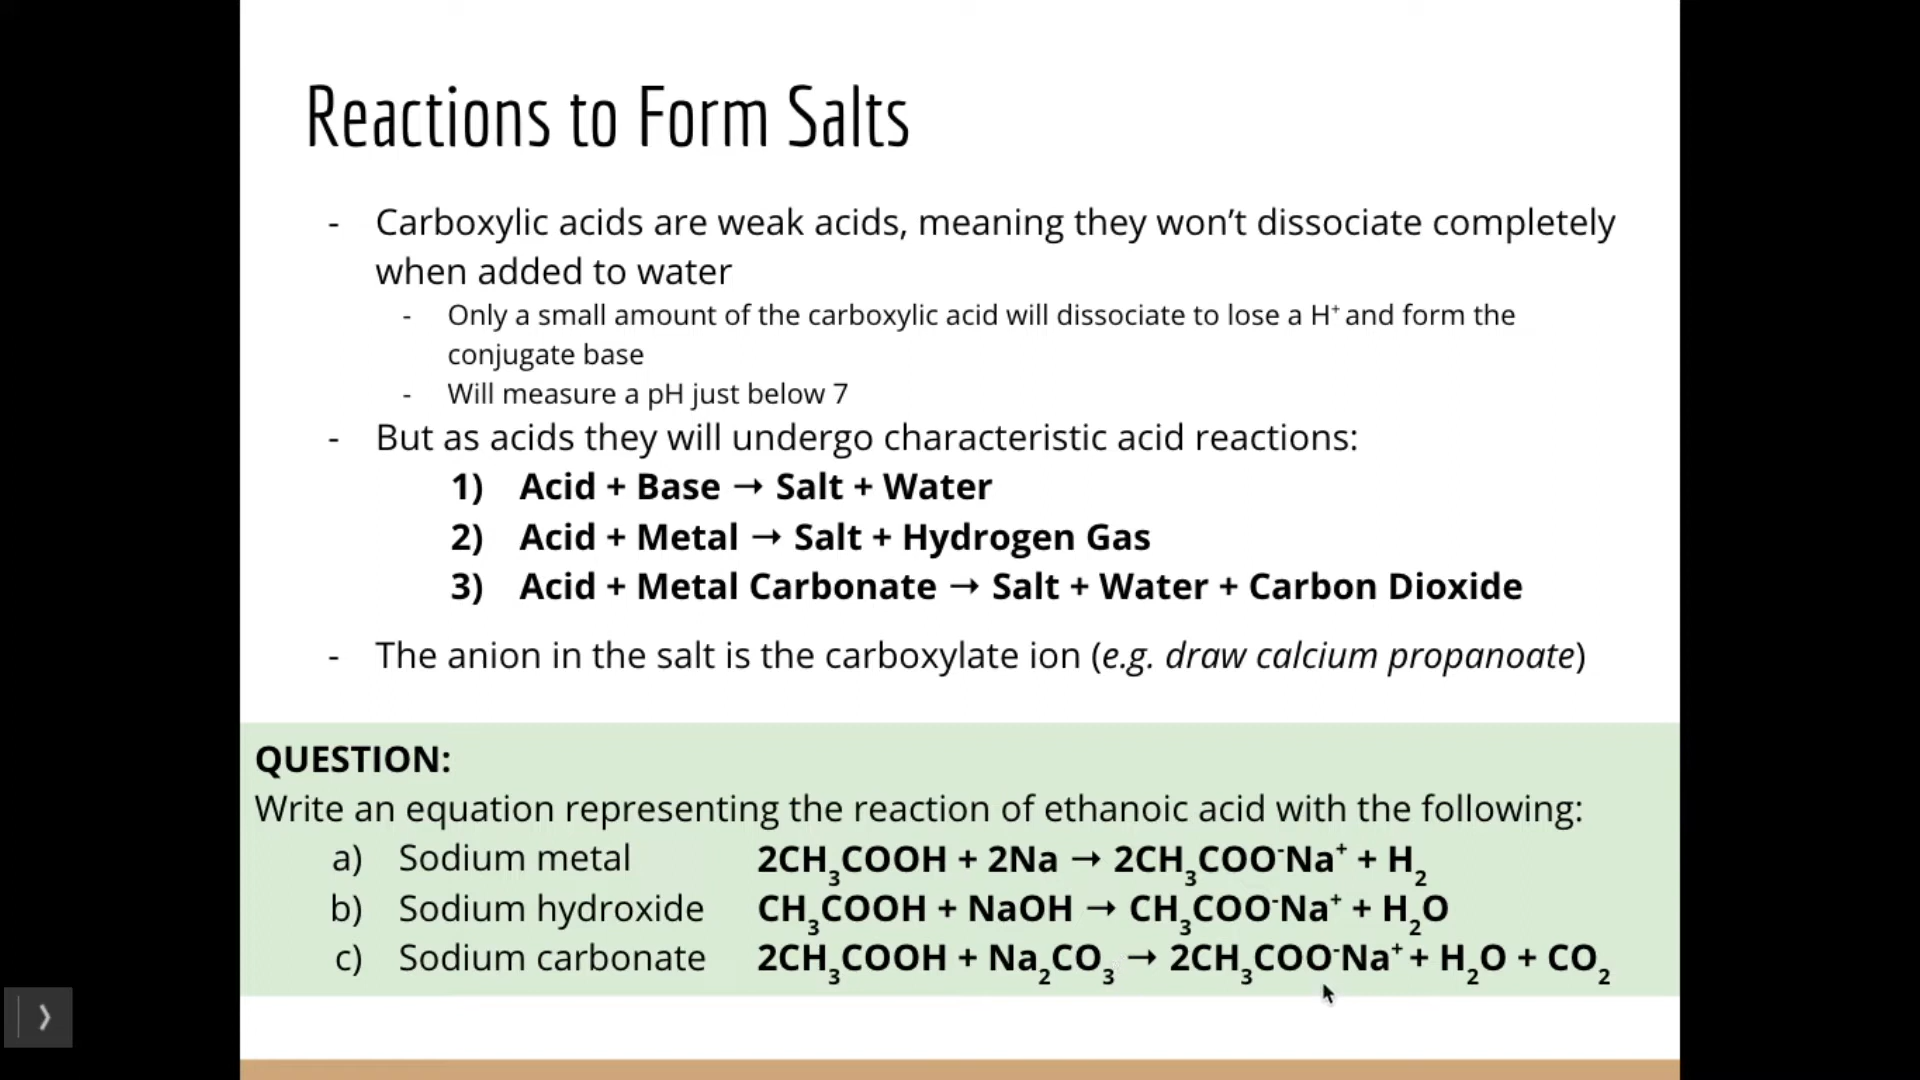 Reactions to Form Salts
- Carboxylic acids are weak acids, meaning they won’t dissociate completely
when added to water
- Only a small amount of the carboxylic acid will dissociate to lose a H⁺ and form the
conjugate base
- Will measure a pH just below 7
- But as acids they will undergo characteristic acid reactions:
1) Acid + Base → Salt + Water
2) Acid + Metal → Salt + Hydrogen Gas
3) Acid + Metal Carbonate → Salt + Water + Carbon Dioxide
- The anion in the salt is the carboxylate ion (e.g. draw calcium propanoate)
QUESTION:
Write an equation representing the reaction of ethanoic acid with the following:
a) Sodium metal 2CH₃COOH + 2Na → 2CH₃COO⁻Na⁺ + H₂
b) Sodium hydroxide CH₃COOH + NaOH → CH₃COO⁻Na⁺ + H₂O
c) Sodium carbonate 2CH₃COOH + Na₂CO₃ → 2CH₃COO⁻Na⁺ + H₂O + CO₂